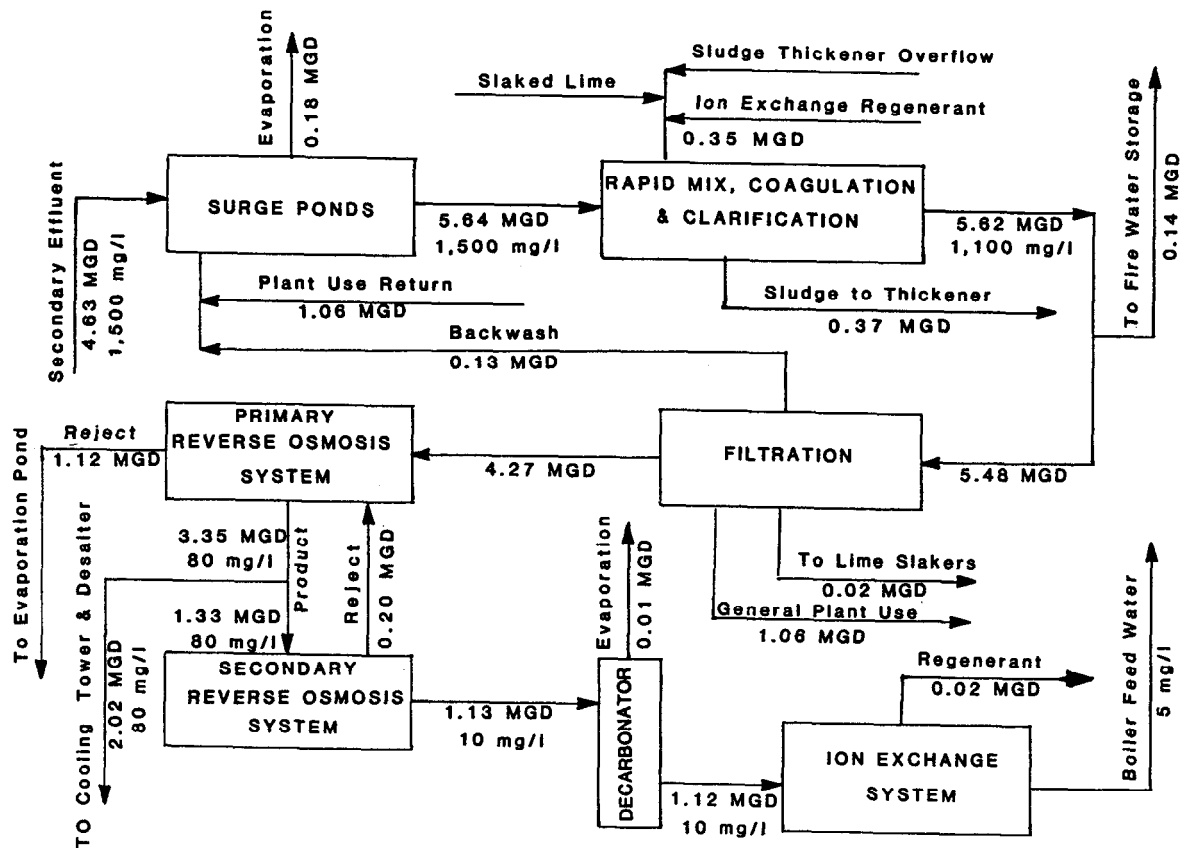 Evaporation
0.18 MGD
Sludge Thickener Overflow
Slaked Lime
Ion Exchange Regenerant
0.35 MGD
To Fire Water Storage
0.14 MGD
Secondary Effluent
4.63 MGD
1,500 mg/l
SURGE PONDS
5.64 MGD
1,500 mg/l
RAPID MIX, COAGULATION
& CLARIFICATION
5.62 MGD
1,100 mg/l
Plant Use Return
1.06 MGD
Sludge to Thickener
0.37 MGD
Backwash
0.13 MGD
PRIMARY
REVERSE OSMOSIS
SYSTEM
Reject
1.12 MGD
To Evaporation Pond
4.27 MGD
FILTRATION
5.48 MGD
3.35 MGD
80 mg/l
Product
Reject
0.20 MGD
TO Cooling Tower & Desalter
2.02 MGD
80 mg/l
1.33 MGD
80 mg/l
Evaporation
0.01 MGD
To Lime Slakers
0.02 MGD
General Plant Use
1.06 MGD
SECONDARY
REVERSE OSMOSIS
SYSTEM
1.13 MGD
10 mg/l
DECARBONATOR
1.12 MGD
10 mg/l
Regenerant
0.02 MGD
ION EXCHANGE
SYSTEM
Boiler Feed Water
5 mg/l